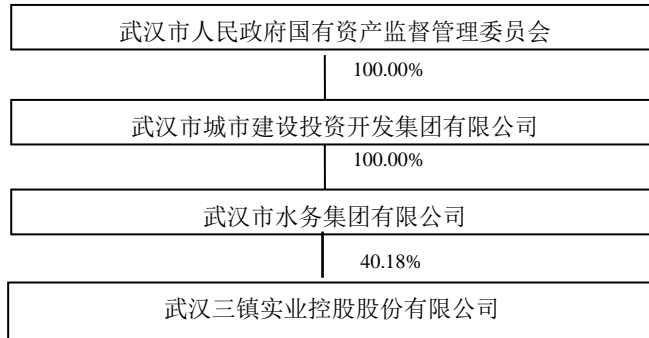 武汉市人民政府国有资产监督管理委员会
100.00%
武汉市城市建设投资开发集团有限公司
100.00%
武汉市水务集团有限公司
40.18%
武汉三镇实业控股股份有限公司